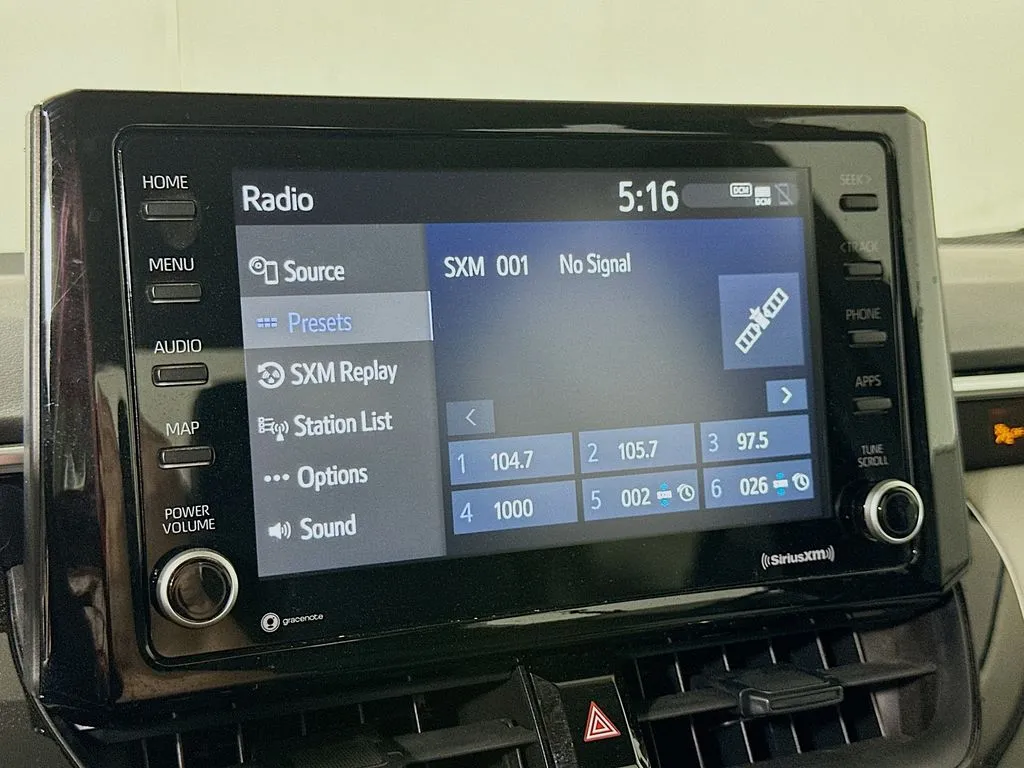 HOME
MENU
AUDIO
MAP
POWER
VOLUME
Radio
5:16
DCM
DCM
Source
Presets
SXM Replay
Station List
Options
Sound
SXM 001 No Signal
<
>
1 104.7
2 105.7
3 97.5
4 1000
5 002
6 026
SEEK >
< TRACK
PHONE
APPS
TUNE
SCROLL
gracenote
((SiriusXM))